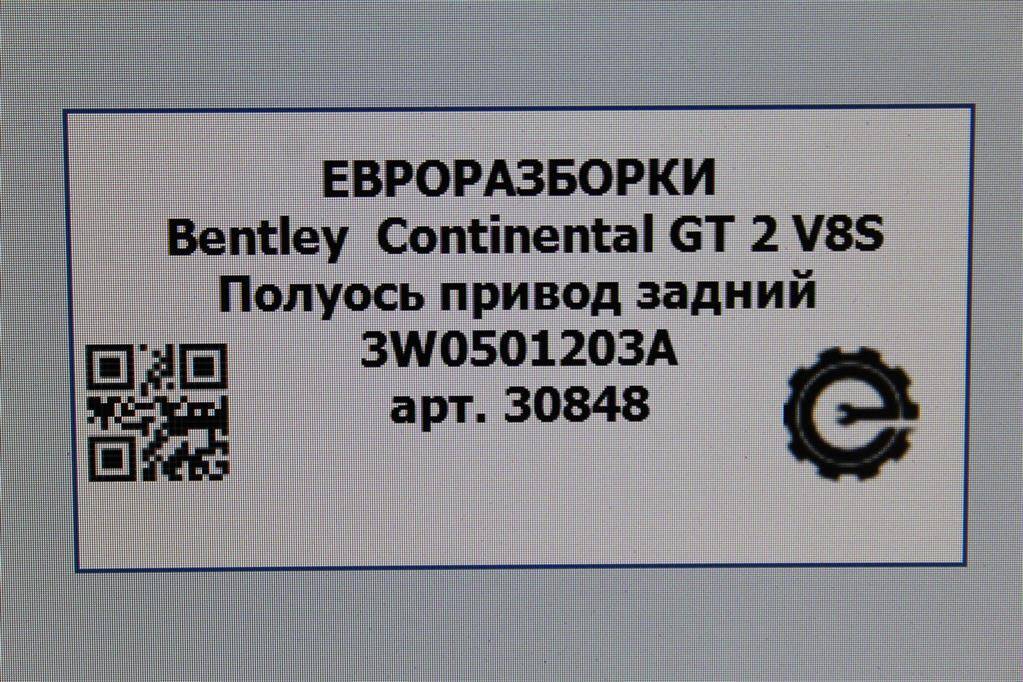 ЕВРОРАЗБОРКИ
Bentley Continental GT 2 V8S
Полуось привод задний
3W0501203A
арт. 30848